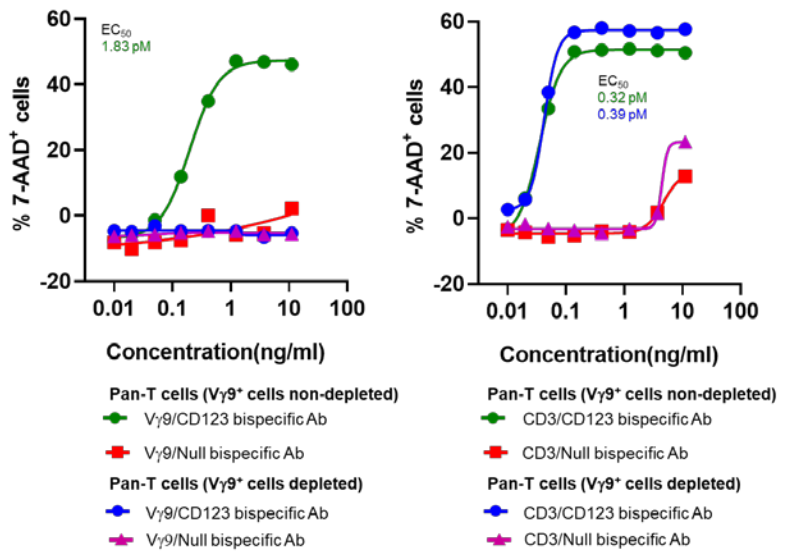 60
40
20
0
-20
% 7-AAD⁺ cells
EC₅₀
1.83 pM
0.01 0.1 1 10 100
Concentration(ng/ml)
Pan-T cells (Vγ9⁺ cells non-depleted)
Vγ9/CD123 bispecific Ab
Vγ9/Null bispecific Ab
Pan-T cells (Vγ9⁺ cells depleted)
Vγ9/CD123 bispecific Ab
Vγ9/Null bispecific Ab
60
40
20
0
-20
% 7-AAD⁺ cells
EC₅₀
0.32 pM
0.39 pM
0.01 0.1 1 10 100
Concentration(ng/ml)
Pan-T cells (Vγ9⁺ cells non-depleted)
CD3/CD123 bispecific Ab
CD3/Null bispecific Ab
Pan-T cells (Vγ9⁺ cells depleted)
CD3/CD123 bispecific Ab
CD3/Null bispecific Ab